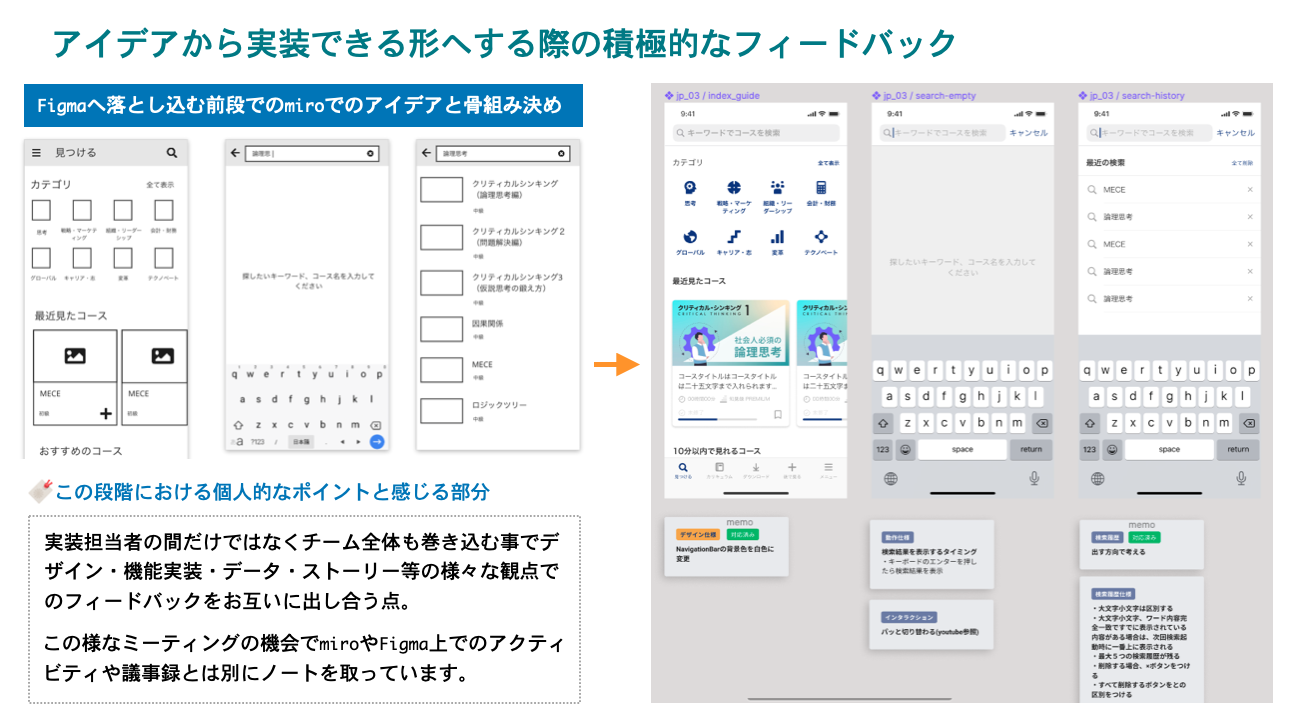 アイデアから実装できる形へする際の積極的なフィードバック
Figmaへ落とし込む前段でのmiroでのアイデアと骨組み決め
見つける
カテゴリ
全て表示
思考
戦略・マーケティング
組織・リーダーシップ
会計・財務
グローバル
キャリア・志
変革
テクノベート
最近見たコース
MECE
初級
MECE
初級
おすすめのコース
論理思
探したいキーワード、コース名を入力して
ください
q w e r t y u i o p
a s d f g h j k l
z x c v b n m
あa ?123 / 日本語 .
論理思考
クリティカルシンキング
（論理思考編）
中級
クリティカルシンキング２
（問題解決編）
中級
クリティカルシンキング3
（仮説思考の鍛え方）
中級
因果関係
中級
MECE
中級
ロジックツリー
中級
この段階における個人的なポイントと感じる部分
実装担当者の間だけではなくチーム全体も巻き込む事でデ
ザイン・機能実装・データ・ストーリー等の様々な観点で
のフィードバックをお互いに出し合う点。
この様なミーティングの機会でmiroやFigma上でのアクティ
ビティや議事録とは別にノートを取っています。
jp_03 / index_guide
9:41
キーワードでコースを検索
カテゴリ
全て表示
思考
戦略・マーケ
ティング
組織・リー
ダーシップ
会計・財務
グローバル
キャリア・志
変革
テクノベート
最近見たコース
クリティカル・シンキング 1
CRITICAL THINKING
社会人必須の
論理思考
コースタイトルはコースタイトル
は二十五文字まで入れられます...
00時間00分
初級編 PREMIUM
クリティカル・シン
CRITICAL THINKI
コースタイト
は二十五文字
10分以内で見れるコース
見つける
カリキュラム
ダウンロード
後で見る
メニュー
memo
デザイン仕様
対応済み
NavigationBarの背景色を白色に
変更
jp_03 / search-empty
9:41
キーワードでコースを検索
キャンセル
探したいキーワード、コース名を入力して
ください
q w e r t y u i o p
a s d f g h j k l
z x c v b n m
123 space return
動作仕様
検索結果を表示するタイミング
・キーボードのエンターを押し
たら検索結果を表示
インタラクション
パッと切り替わる(youtube参照)
jp_03 / search-history
9:41
キーワードでコースを検索
キャンセル
最近の検索
全て削除
MECE
論理思考
MECE
論理思考
論理思考
q w e r t y u i o p
a s d f g h j k l
z x c v b n m
123 space return
memo
検索履歴
対応済み
出す方向で考える
検索履歴仕様
・大文字小文字は区別する
・大文字小文字、ワード内容完
全一致ですでに表示されている
内容がある場合は、次回検索起
動時に一番上に表示される
・最大５つの検索履歴が残る
・削除する場合、×ボタンをつけ
る
・すべて削除するボタンをとの
区別をつける